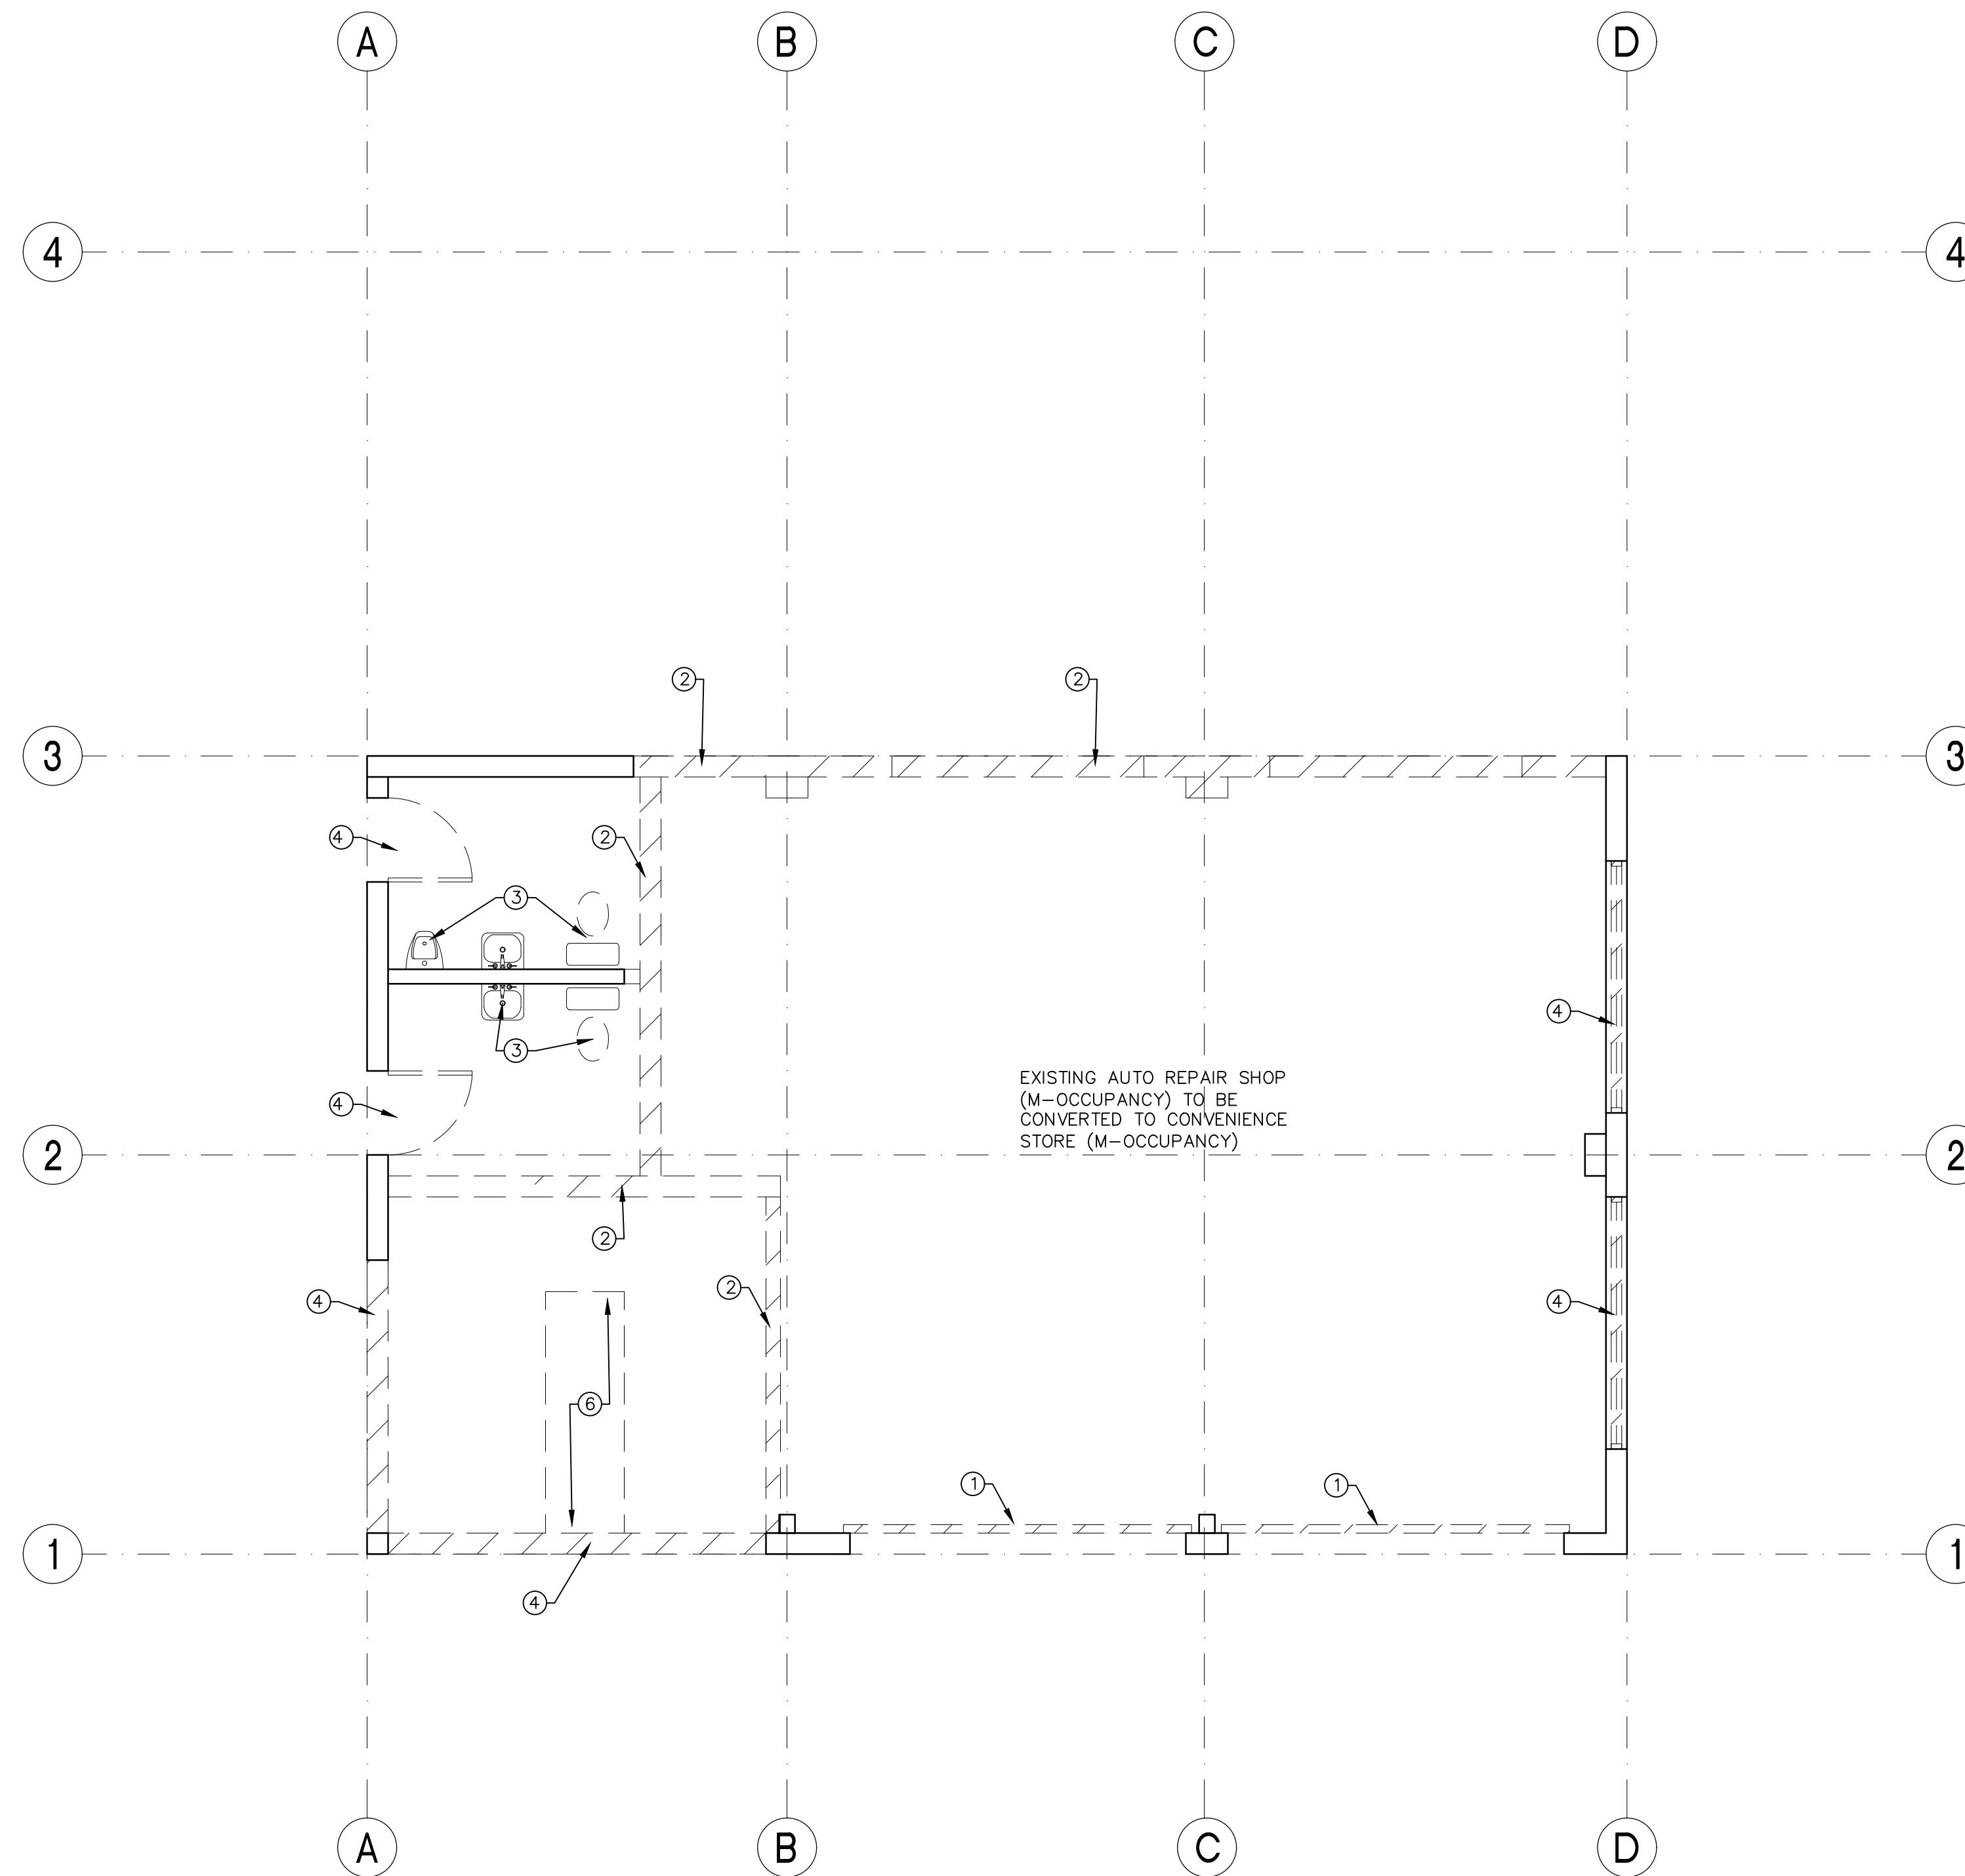 A B C D
4 4
2 2
3 3
4 2
3
3
4
EXISTING AUTO REPAIR SHOP
(M-OCCUPANCY) TO BE
CONVERTED TO CONVENIENCE
STORE (M-OCCUPANCY)
3
4
2 2
2
2
4 4
6
1 1
1 1
4
A B C D